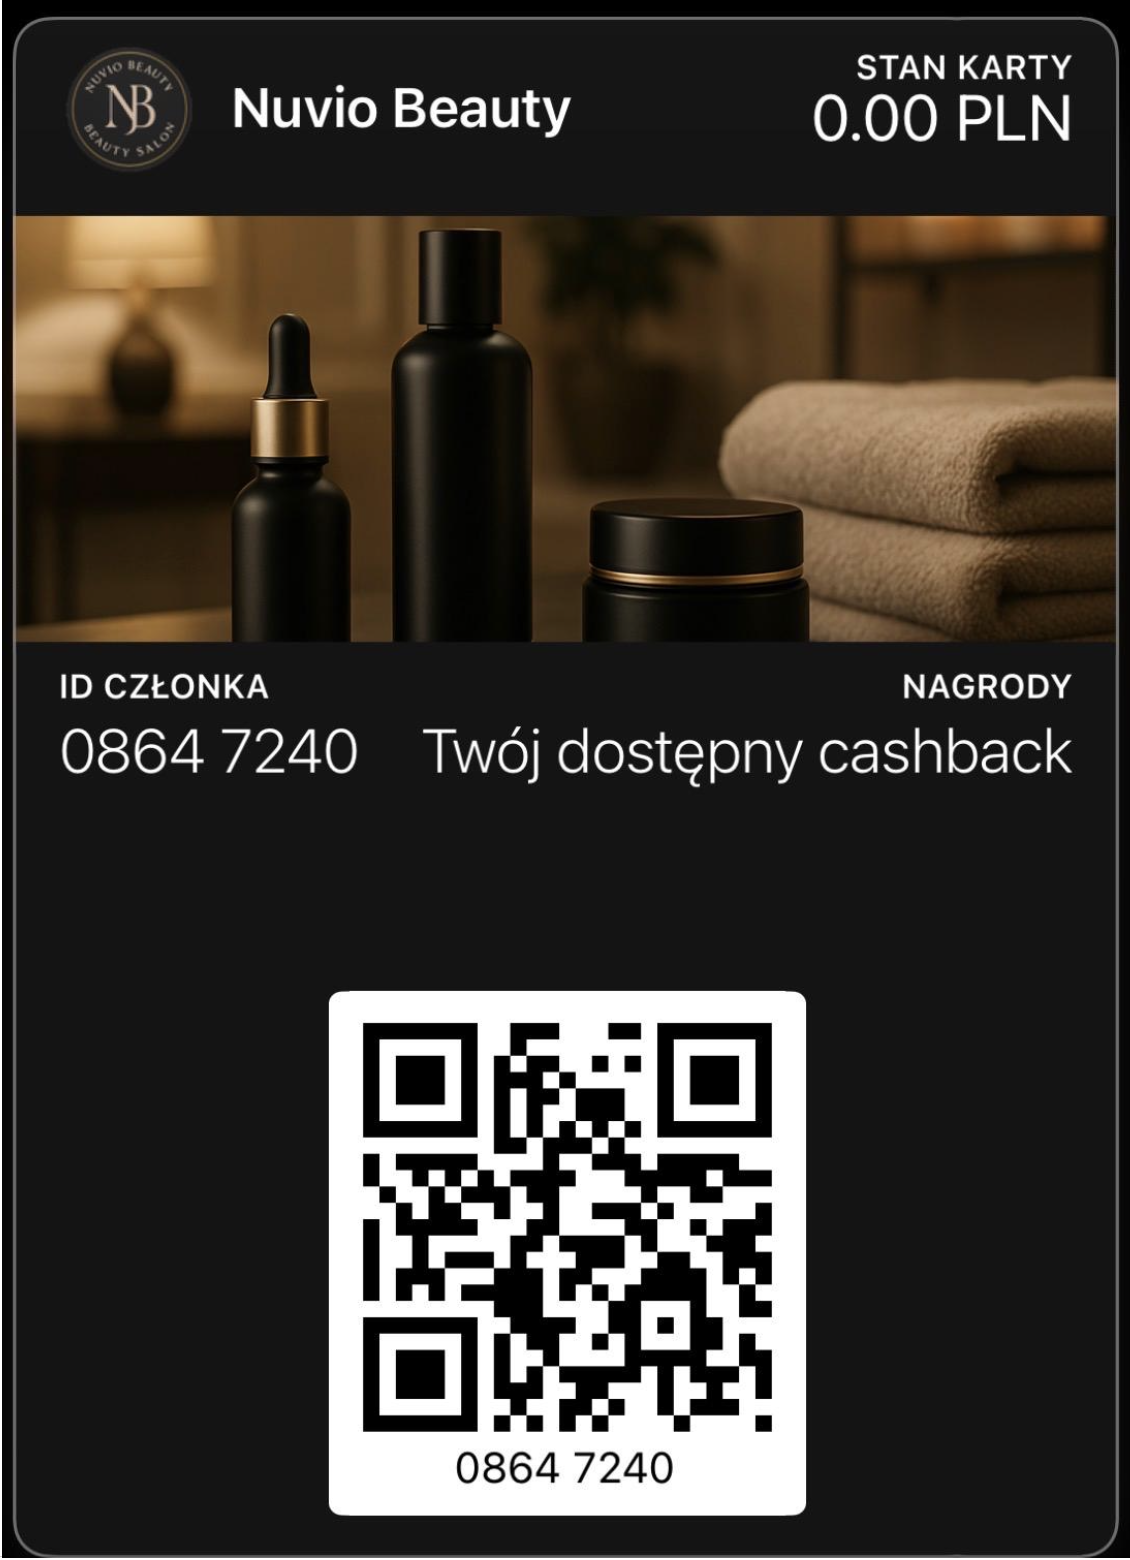 NUVIO BEAUTY
NB
BEAUTY SALON
Nuvio Beauty
STAN KARTY
0.00 PLN
ID CZŁONKA
0864 7240
NAGRODY
Twój dostępny cashback
0864 7240